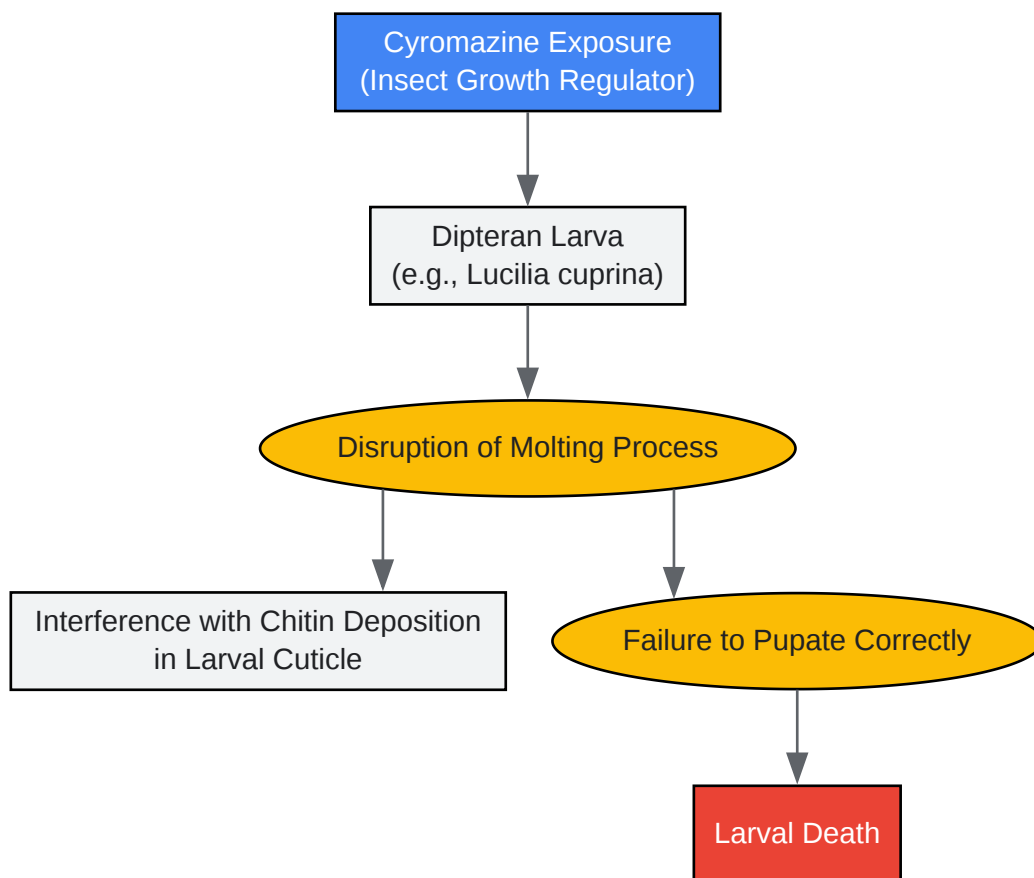 Cyromazine Exposure
(Insect Growth Regulator)
Dipteran Larva
(e.g., Lucilia cuprina)
Disruption of Molting Process
Interference with Chitin Deposition
in Larval Cuticle
Failure to Pupate Correctly
Larval Death